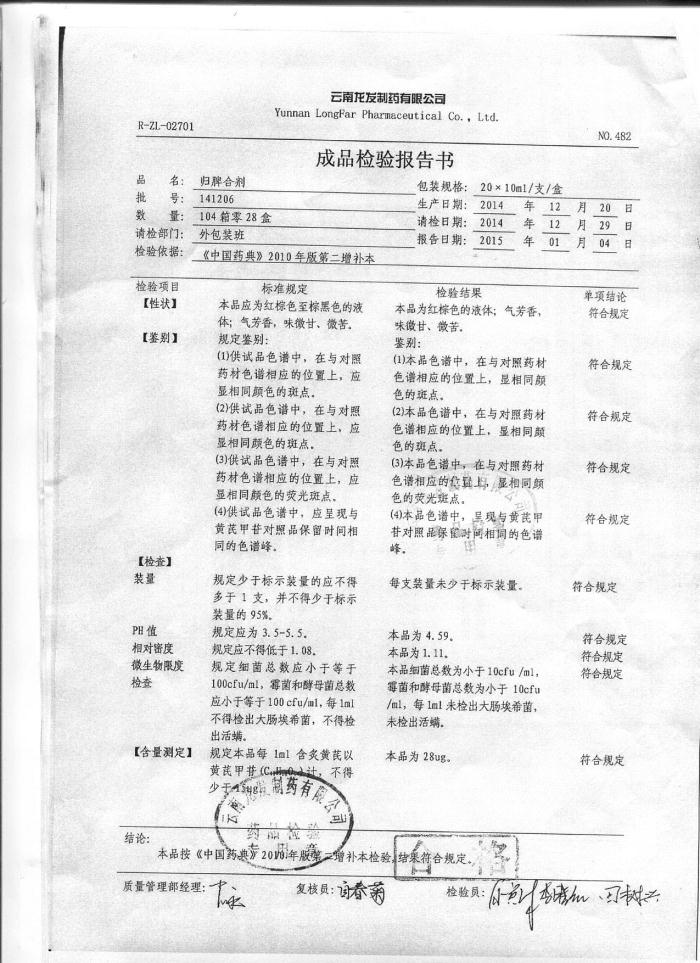 云南龙发制药有限公司
Yunnan LongFar Pharmaceutical Co., Ltd.
R-ZL-02701
NO.482
成品检验报告书
品 名: 归脾合剂 包装规格: 20×10ml/支/盒
批 号: 141206 生产日期: 2014 年 12 月 20 日
数 量: 104箱零28盒 请检日期: 2014 年 12 月 29 日
请检部门: 外包装班 报告日期: 2015 年 01 月 04 日
检验依据: 《中国药典》2010年版第二增补本
检验项目 标准规定 检验结果 单项结论
【性状】 本品应为红棕色至棕黑色的液 本品为红棕色的液体;气芳香, 符合规定
体;气芳香,味微甘、微苦。 味微甘、微苦。
【鉴别】 规定鉴别: 鉴别:
(1)供试品色谱中,在与对照 (1)本品色谱中,在与对照药材 符合规定
药材色谱相应的位置上,应 色谱相应的位置上,显相同颜
显相同颜色的斑点。 色的斑点。
(2)供试品色谱中,在与对照 (2)本品色谱中,在与对照药材 符合规定
药材色谱相应的位置上,应 色谱相应的位置上,显相同颜
显相同颜色的斑点。 色的斑点。
(3)供试品色谱中,在与对照 (3)本品色谱中,在与对照药材 符合规定
药材色谱相应的位置上,应 色谱相应的位置上,显相同颜
显相同颜色的荧光斑点。 色的荧光斑点。
(4)供试品色谱中,应呈现与 (4)本品色谱中,呈现与黄芪甲 符合规定
黄芪甲苷对照品保留时间相 苷对照品保留时间相同的色谱
同的色谱峰。 峰。
【检查】
装量 规定少于标示装量的应不得 每支装量未少于标示装量。 符合规定
多于1支,并不得少于标示
装量的95%。
PH值 规定应为3.5-5.5。 本品为4.59。 符合规定
相对密度 规定应不得低于1.08。 本品为1.11。 符合规定
微生物限度 规定细菌总数应小于等于 本品细菌总数为小于10cfu/ml, 符合规定
检查 100cfu/ml,霉菌和酵母菌总数 霉菌和酵母菌总数为小于10cfu
应小于等于100cfu/ml,每1ml /ml,每1ml未检出大肠埃希菌,
不得检出大肠埃希菌,不得检 未检出活螨。
出活螨。
【含量测定】 规定本品每1ml含炙黄芪以 本品为28ug。 符合规定
黄芪甲苷 计,不得
少于
云南龙发制药有限公司
药品检验
专用章
结论:
本品按《中国药典》2010年版第二增补本检验,结果符合规定。
合格
质量管理部经理: 复核员: 检验员: